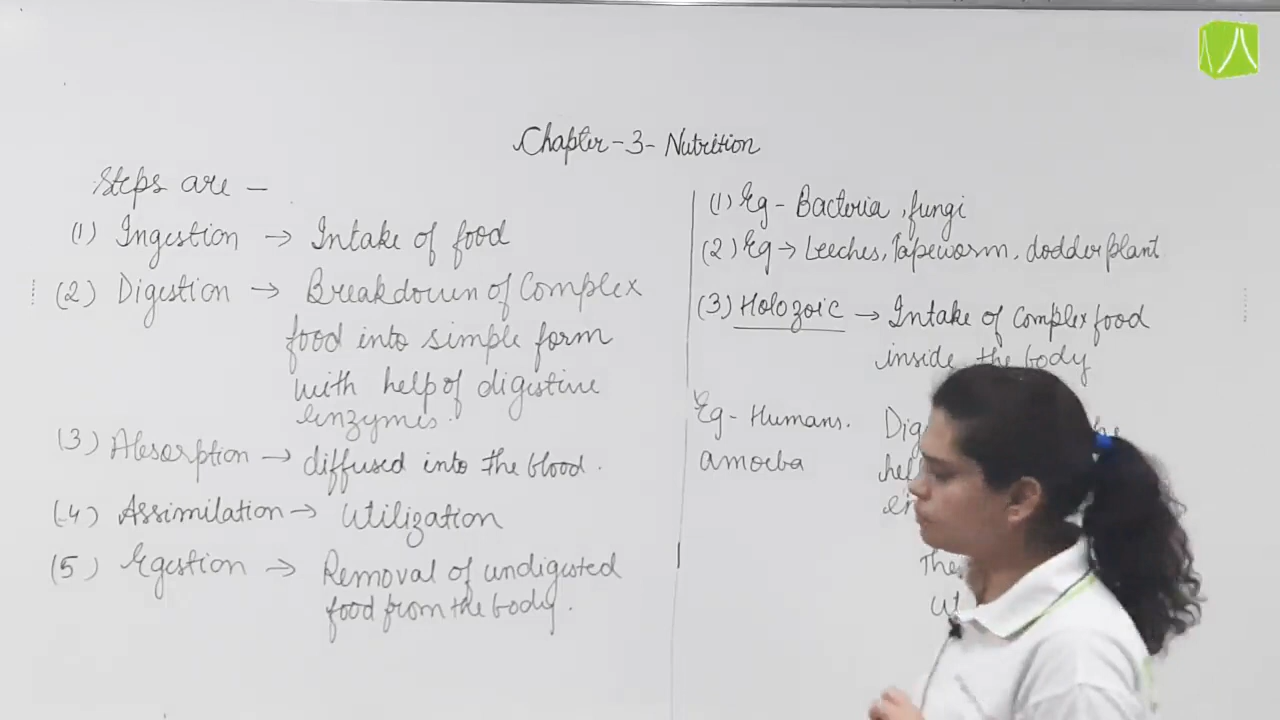 Chapter-3- Nutrition
Steps are -
(1) Ingestion → Intake of food
(2) Digestion → Breakdown of Complex
food into simple form
with help of digestive
enzymes.
(3) Absorption → diffused into the blood.
(4) Assimilation → Utilization
(5) Egestion → Removal of undigested
food from the body.
(1) Eg - Bacteria, fungi
(2) Eg → Leeches, Tapeworm, dodder plant
(3) Holozoic → Intake of Complex food
inside the body
Eg - Humans.
amoeba